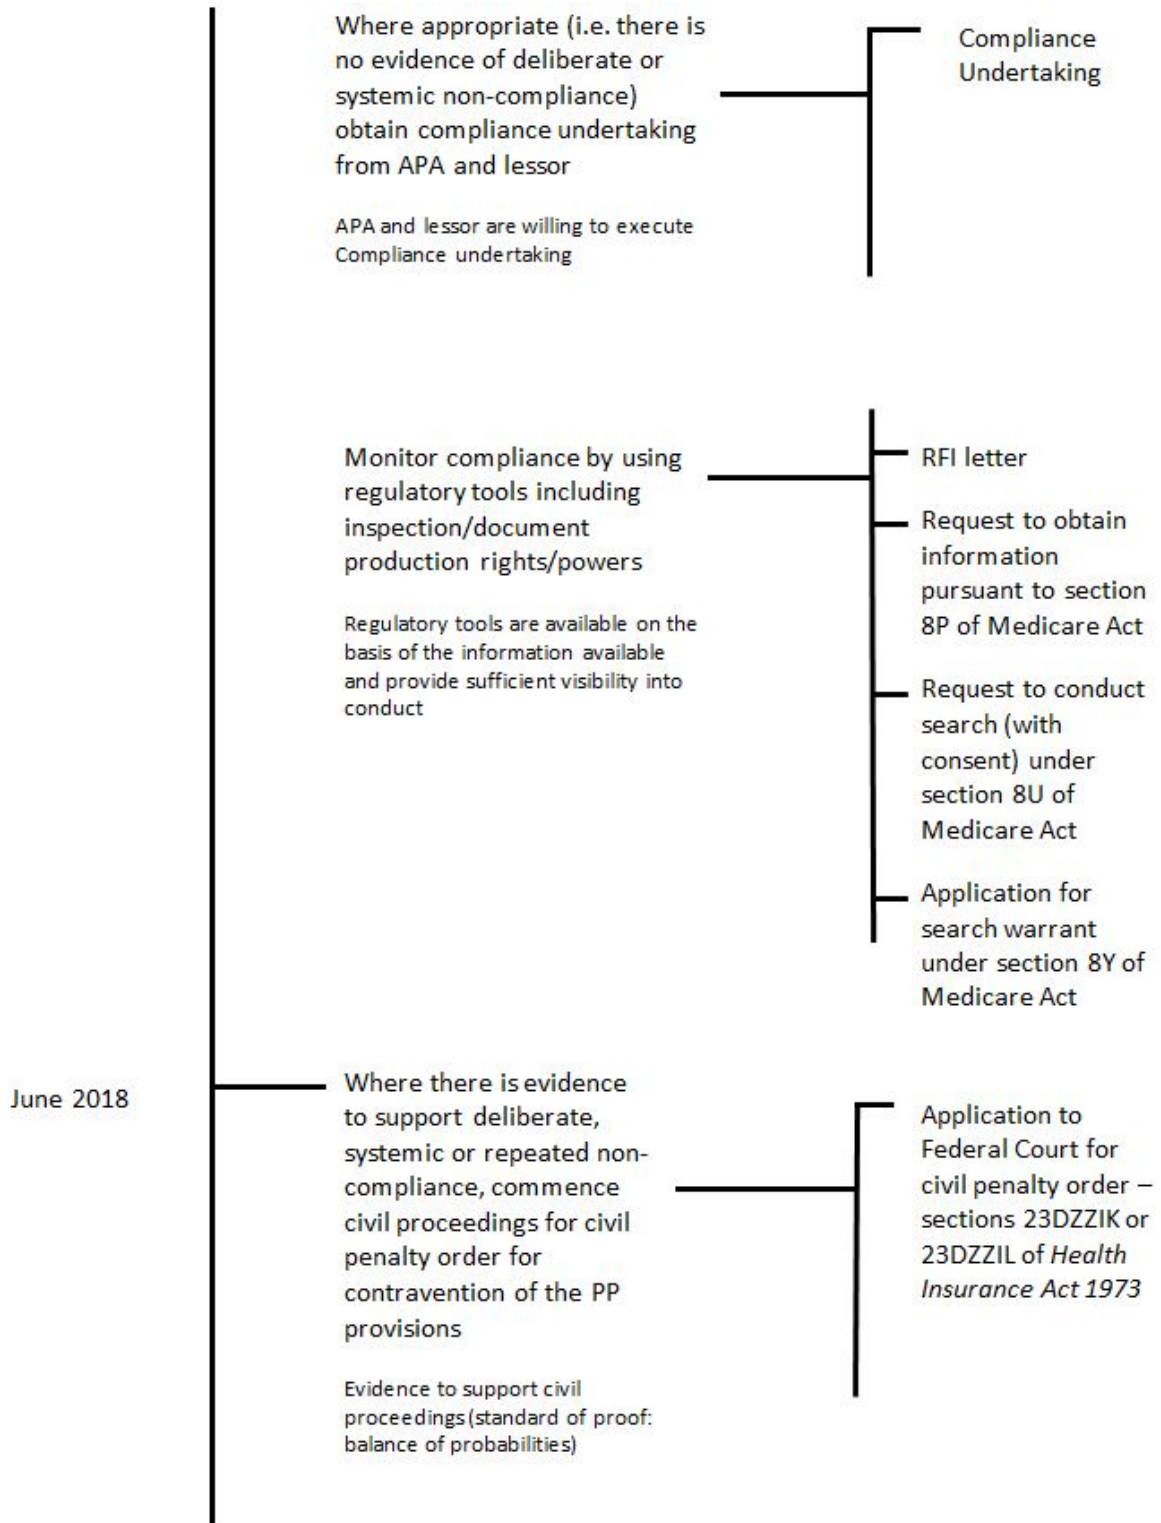 Where appropriate (i.e. there is
no evidence of deliberate or
systemic non-compliance)
obtain compliance undertaking
from APA and lessor
APA and lessor are willing to execute
Compliance undertaking
Compliance
Undertaking
Monitor compliance by using
regulatory tools including
inspection/document
production rights/powers
Regulatory tools are available on the
basis of the information available
and provide sufficient visibility into
conduct
RFI letter
Request to obtain
information
pursuant to section
8P of Medicare Act
Request to conduct
search (with
consent) under
section 8U of
Medicare Act
Application for
search warrant
under section 8Y of
Medicare Act
June 2018
Where there is evidence
to support deliberate,
systemic or repeated non-
compliance, commence
civil proceedings for civil
penalty order for
contravention of the PP
provisions
Evidence to support civil
proceedings (standard of proof:
balance of probabilities)
Application to
Federal Court for
civil penalty order –
sections 23DZZIK or
23DZZIL of Health
Insurance Act 1973